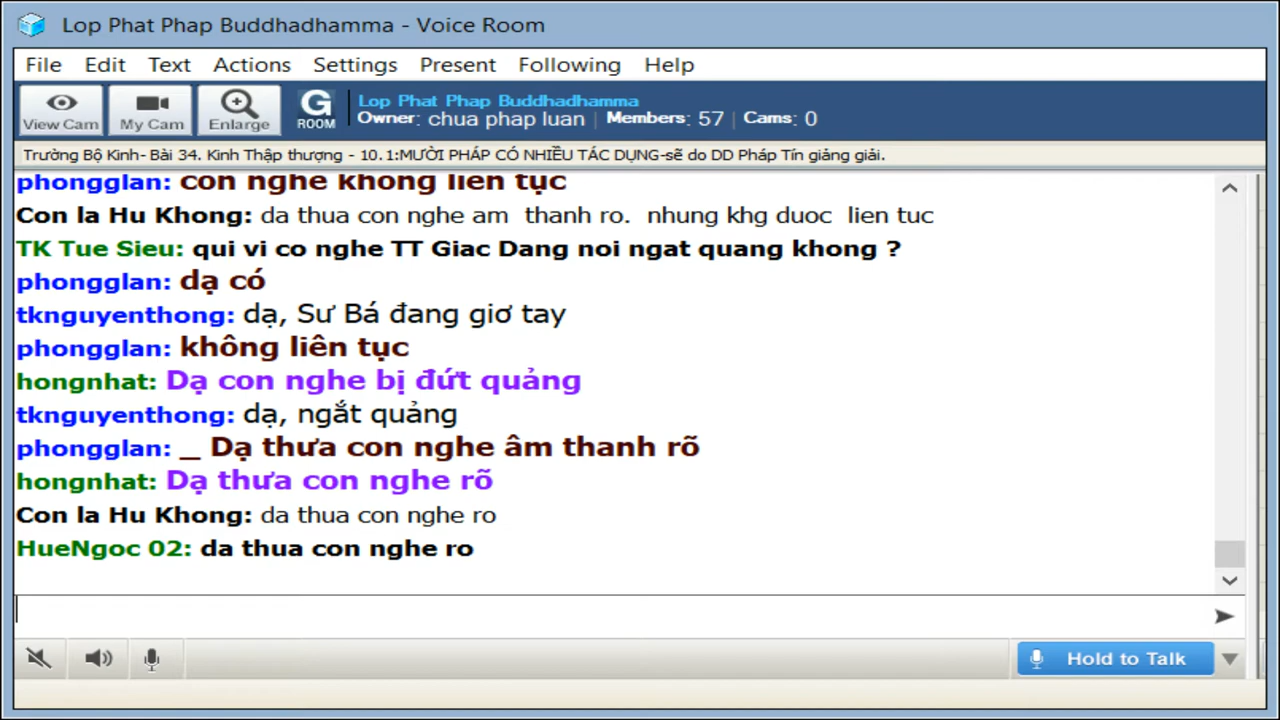 Lop Phat Phap Buddhadhamma - Voice Room
File Edit Text Actions Settings Present Following Help
View Cam My Cam Enlarge G ROOM
Lop Phat Phap Buddhadhamma
Owner: chua phap luan | Members: 57 | Cams: 0
Trường Bộ Kinh- Bài 34. Kinh Thập thượng - 10.1:MƯỜI PHÁP CÓ NHIỀU TÁC DỤNG-sẽ do DD Pháp Tín giảng giải.
phongglan: con nghe không liên tục
Con la Hu Khong: da thua con nghe am thanh ro. nhung khg duoc lien tuc
TK Tue Sieu: qui vi co nghe TT Giac Dang noi ngat quang khong ?
phongglan: dạ có
tknguyenthong: dạ, Sư Bá đang giơ tay
phongglan: không liên tục
hongnhat: Dạ con nghe bị đứt quảng
tknguyenthong: dạ, ngắt quảng
phongglan: _ Dạ thưa con nghe âm thanh rõ
hongnhat: Dạ thưa con nghe rõ
Con la Hu Khong: da thua con nghe ro
HueNgoc 02: da thua con nghe ro
Hold to Talk